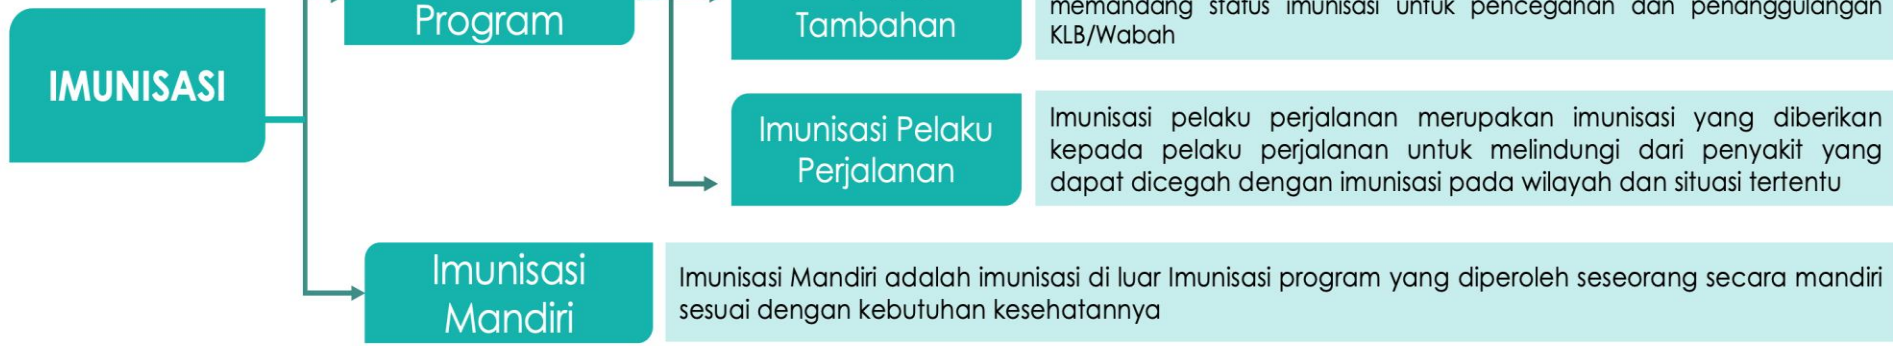 Program
Tambahan
memandang status imunisasi untuk pencegahan dan penanggulangan
KLB/Wabah
IMUNISASI
Imunisasi Pelaku
Perjalanan
Imunisasi pelaku perjalanan merupakan imunisasi yang diberikan
kepada pelaku perjalanan untuk melindungi dari penyakit yang
dapat dicegah dengan imunisasi pada wilayah dan situasi tertentu
Imunisasi
Mandiri
Imunisasi Mandiri adalah imunisasi di luar Imunisasi program yang diperoleh seseorang secara mandiri
sesuai dengan kebutuhan kesehatannya